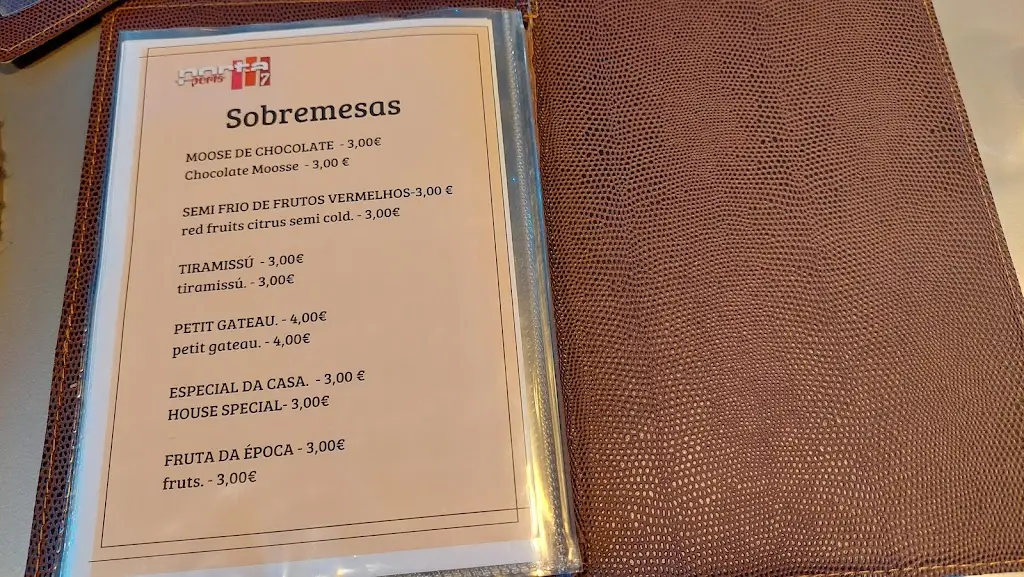 porta
7
Sobremesas
MOOSE DE CHOCOLATE - 3,00€
Chocolate Moosse - 3,00 €
SEMI FRIO DE FRUTOS VERMELHOS-3,00 €
red fruits citrus semi cold. - 3,00€
TIRAMISSÚ - 3,00€
tiramissú. - 3,00€
PETIT GATEAU. - 4,00€
petit gateau. - 4,00€
ESPECIAL DA CASA. - 3,00 €
HOUSE SPECIAL- 3,00€
FRUTA DA ÉPOCA - 3,00€
fruts. - 3,00€